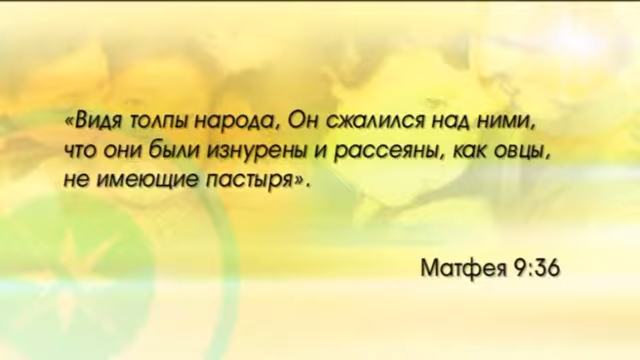 «Видя толпы народа, Он сжалился над ними,
что они были изнурены и рассеяны, как овцы,
не имеющие пастыря».
Матфея 9:36